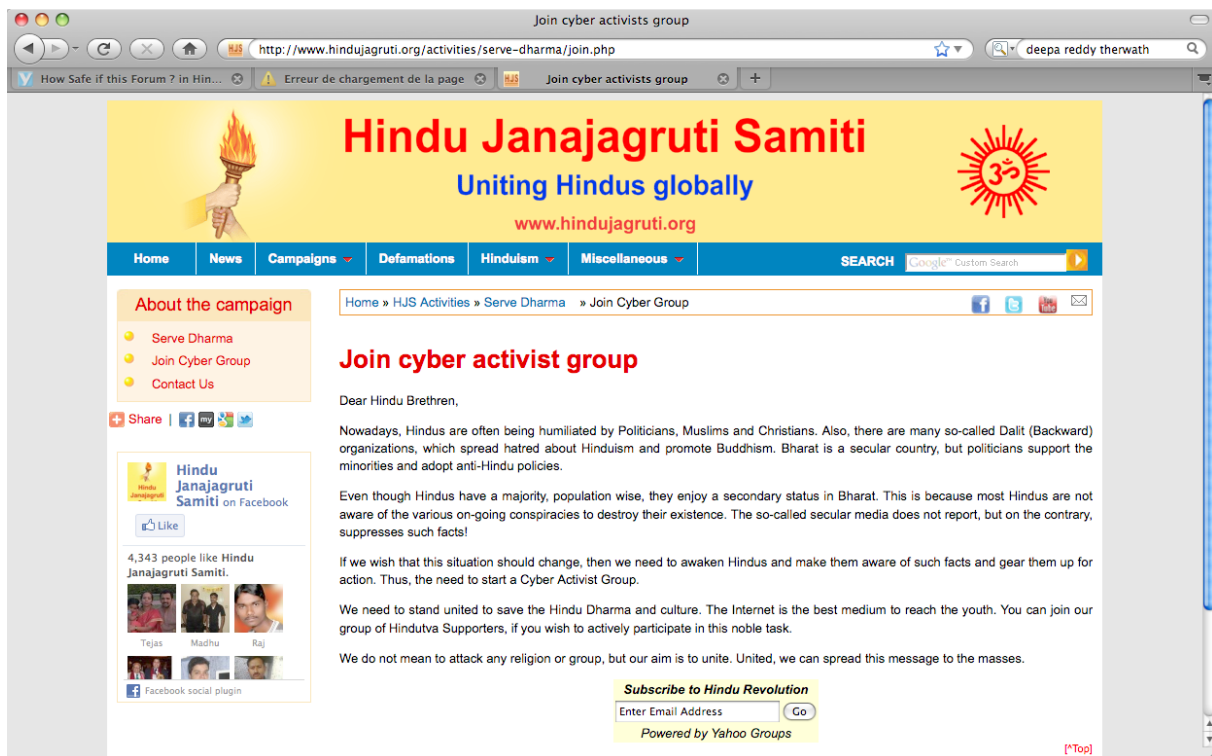 Join cyber activists group
http://www.hindujagruti.org/activities/serve-dharma/join.php
deepa reddy therwath
How Safe if this Forum ? in Hin...
Erreur de chargement de la page
HJS
Join cyber activists group
Hindu Janajagruti Samiti
Uniting Hindus globally
www.hindujagruti.org
ॐ
Home
News
Campaigns
Defamations
Hinduism
Miscellaneous
SEARCH
Google™ Custom Search
About the campaign
Serve Dharma
Join Cyber Group
Contact Us
Share |
Home » HJS Activities » Serve Dharma » Join Cyber Group
Join cyber activist group
Dear Hindu Brethren,
Nowadays, Hindus are often being humiliated by Politicians, Muslims and Christians. Also, there are many so-called Dalit (Backward)
organizations, which spread hatred about Hinduism and promote Buddhism. Bharat is a secular country, but politicians support the
minorities and adopt anti-Hindu policies.
Even though Hindus have a majority, population wise, they enjoy a secondary status in Bharat. This is because most Hindus are not
aware of the various on-going conspiracies to destroy their existence. The so-called secular media does not report, but on the contrary,
suppresses such facts!
If we wish that this situation should change, then we need to awaken Hindus and make them aware of such facts and gear them up for
action. Thus, the need to start a Cyber Activist Group.
We need to stand united to save the Hindu Dharma and culture. The Internet is the best medium to reach the youth. You can join our
group of Hindutva Supporters, if you wish to actively participate in this noble task.
We do not mean to attack any religion or group, but our aim is to unite. United, we can spread this message to the masses.
Subscribe to Hindu Revolution
Enter Email Address
Go
Powered by Yahoo Groups
[^Top]
Hindu
Janajagruti
Hindu
Janajagruti
Samiti on Facebook
Like
4,343 people like Hindu
Janajagruti Samiti.
Tejas
Madhu
Raj
Facebook social plugin